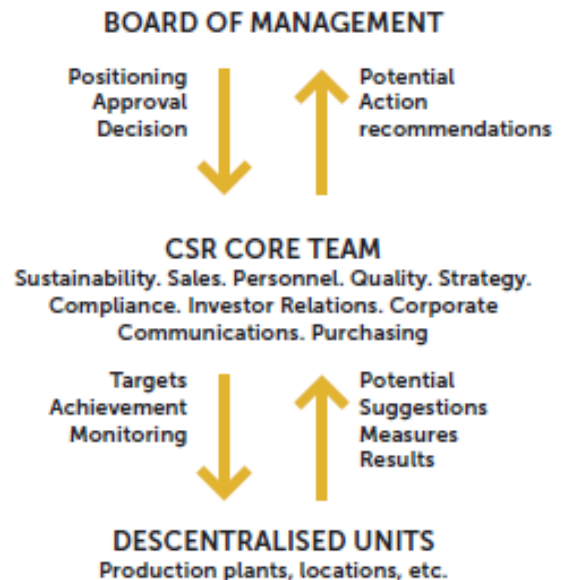 BOARD OF MANAGEMENT
Positioning
Approval
Decision
Potential
Action
recommendations
CSR CORE TEAM
Sustainability. Sales. Personnel. Quality. Strategy.
Compliance. Investor Relations. Corporate
Communications. Purchasing
Targets
Achievement
Monitoring
Potential
Suggestions
Measures
Results
DESCENTRALISED UNITS
Production plants, locations, etc.